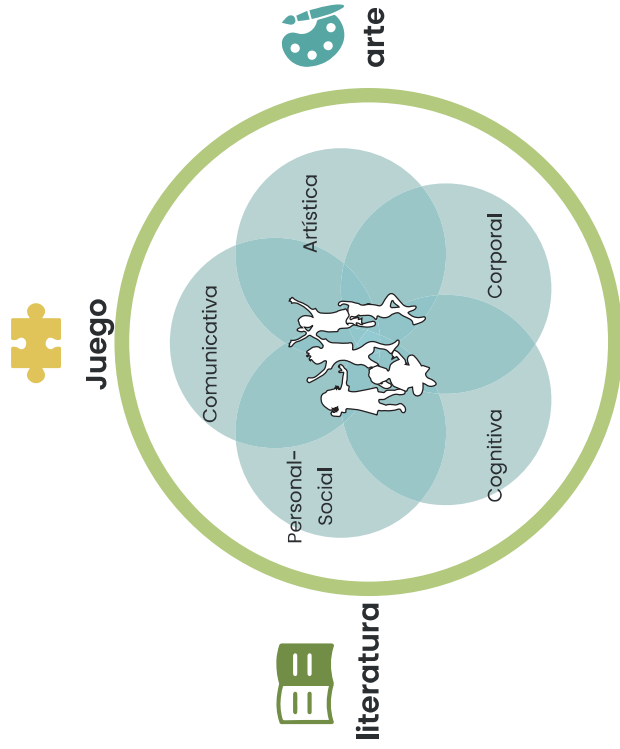 Juego
literatura
arte
Comunicativa
Personal-
Social
Artística
Cognitiva
Corporal